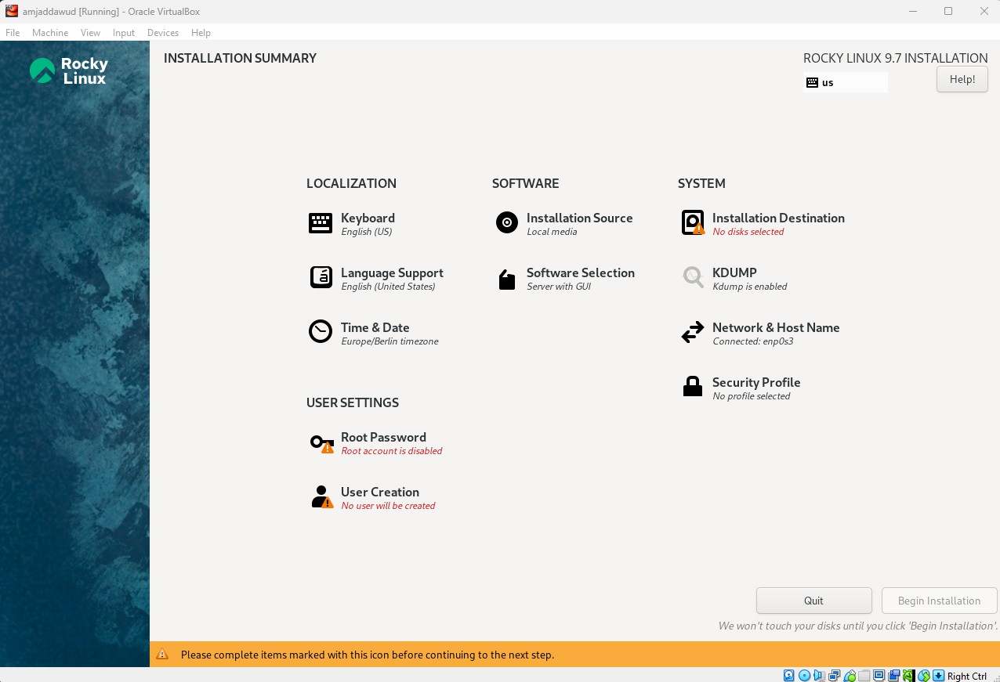 amjaddawud [Running] - Oracle VirtualBox
File Machine View Input Devices Help
Rocky
Linux
INSTALLATION SUMMARY
ROCKY LINUX 9.7 INSTALLATION
us
Help!
LOCALIZATION
Keyboard
English (US)
Language Support
English (United States)
Time & Date
Europe/Berlin timezone
SOFTWARE
Installation Source
Local media
Software Selection
Server with GUI
SYSTEM
Installation Destination
No disks selected
KDUMP
Kdump is enabled
Network & Host Name
Connected: enp0s3
Security Profile
No profile selected
USER SETTINGS
Root Password
Root account is disabled
User Creation
No user will be created
Quit
Begin Installation
We won't touch your disks until you click 'Begin Installation'.
Please complete items marked with this icon before continuing to the next step.
Right Ctrl